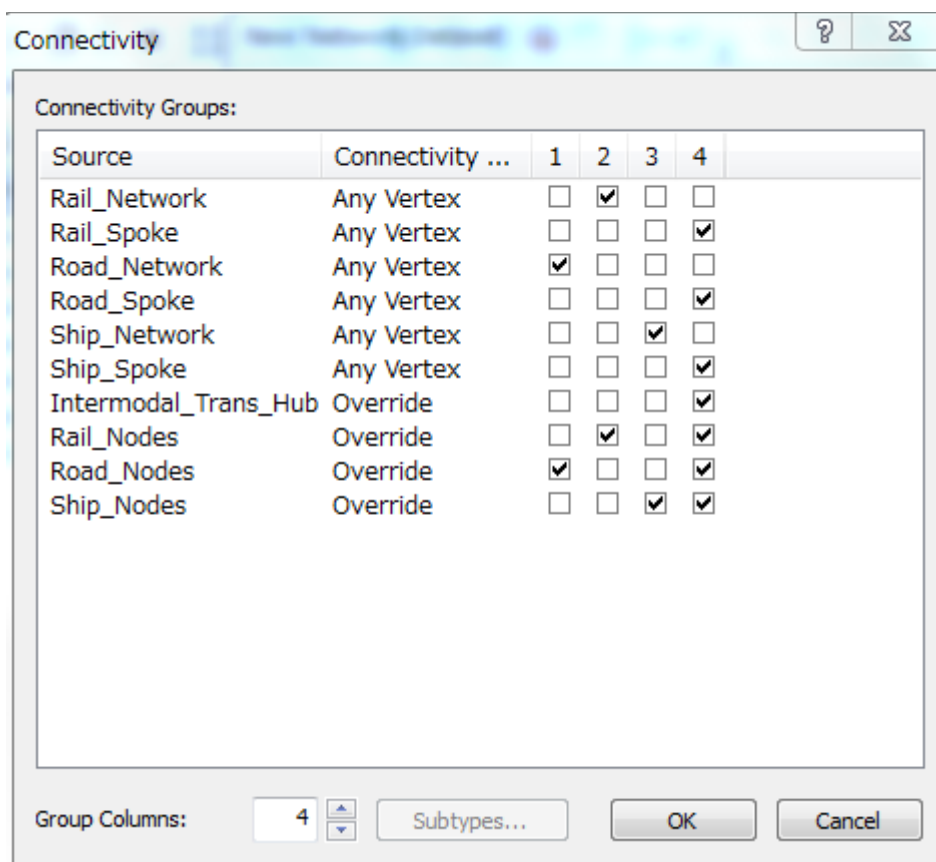 Connectivity
Connectivity Groups:
Source Connectivity ... 1 2 3 4
Rail_Network Any Vertex
Rail_Spoke Any Vertex
Road_Network Any Vertex
Road_Spoke Any Vertex
Ship_Network Any Vertex
Ship_Spoke Any Vertex
Intermodal_Trans_Hub Override
Rail_Nodes Override
Road_Nodes Override
Ship_Nodes Override
Group Columns: 4 Subtypes... OK Cancel